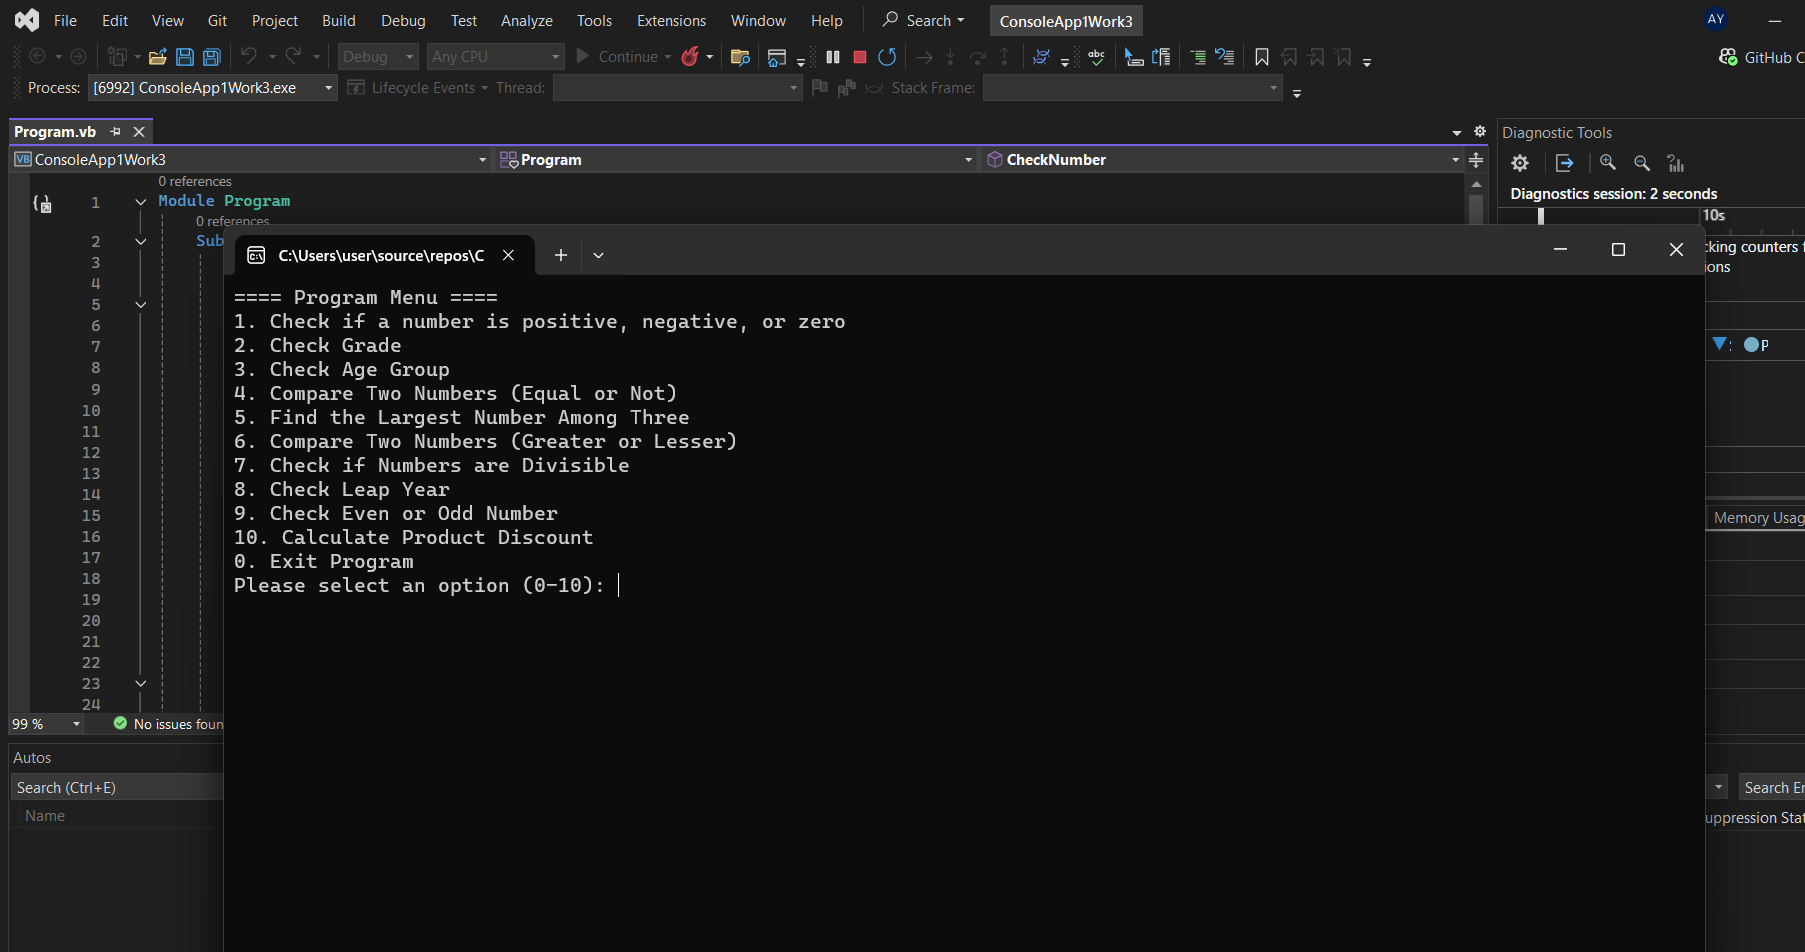 File Edit View Git Project Build Debug Test Analyze Tools Extensions Window Help Search ConsoleApp1Work3 AY
Debug Any CPU Continue abc GitHub C
Process: [6992] ConsoleApp1Work3.exe Lifecycle Events Thread: Stack Frame:
Program.vb Diagnostic Tools
VB ConsoleApp1Work3 Program CheckNumber
0 references Diagnostics session: 2 seconds
1 Module Program 10s
0 references
2 Sub
3
4
5
6
7
8
9
10
11
12
13
14
15
16
17
18
19
20
21
22
23
24
C:\Users\user\source\repos\C
==== Program Menu ====
1. Check if a number is positive, negative, or zero
2. Check Grade
3. Check Age Group
4. Compare Two Numbers (Equal or Not)
5. Find the Largest Number Among Three
6. Compare Two Numbers (Greater or Lesser)
7. Check if Numbers are Divisible
8. Check Leap Year
9. Check Even or Odd Number
10. Calculate Product Discount
0. Exit Program
Please select an option (0-10):
cking counters f
ions
P
Memory Usag
99 % No issues foun
Autos
Search (Ctrl+E) Search Er
Name uppression Stat